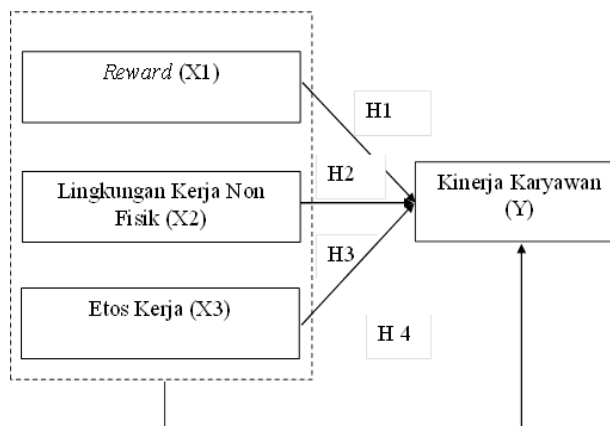 Reward (X1)
H1
H2
Lingkungan Kerja Non
Fisik (X2)
Kinerja Karyawan
(Y)
H3
Etos Kerja (X3)
H 4